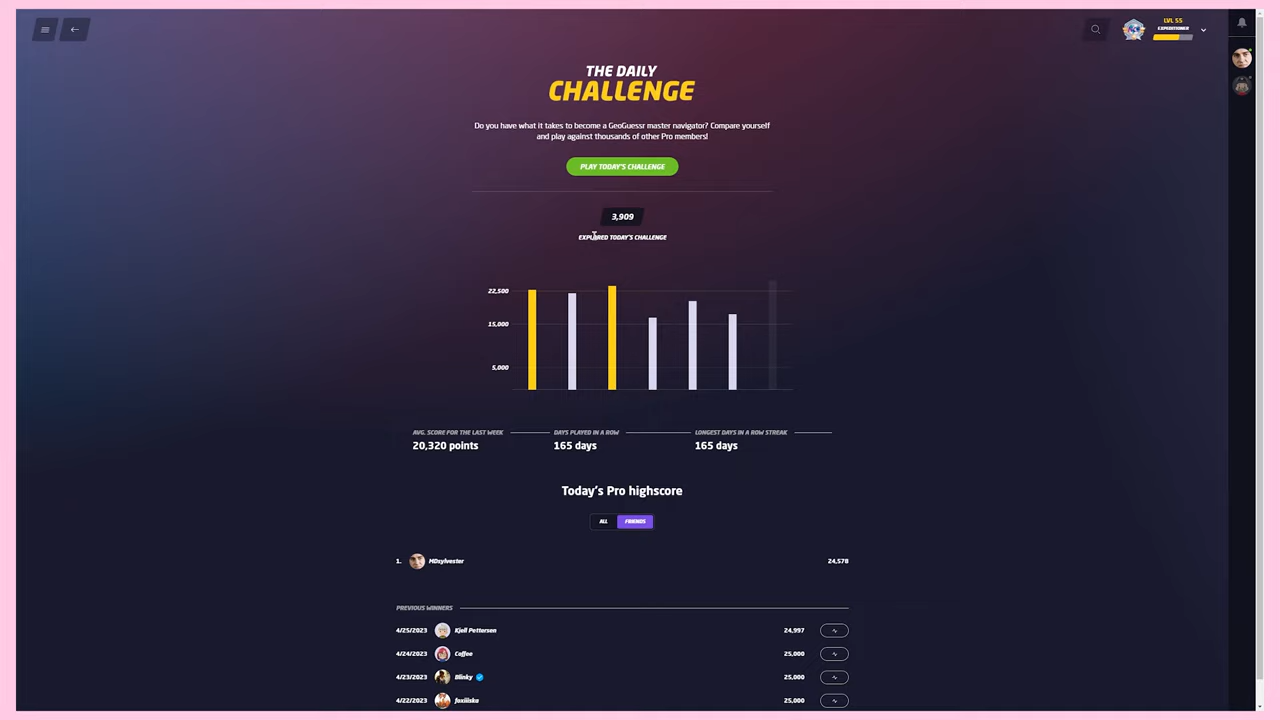 LVL 55
EXPEDITIONER
THE DAILY
CHALLENGE
Do you have what it takes to become a GeoGuessr master navigator? Compare yourself
and play against thousands of other Pro members!
PLAY TODAY'S CHALLENGE
3,909
EXPLORED TODAY'S CHALLENGE
22,500
15,000
5,000
AVG. SCORE FOR THE LAST WEEK
20,320 points
DAYS PLAYED IN A ROW
165 days
LONGEST DAYS IN A ROW STREAK
165 days
Today's Pro highscore
ALL
FRIENDS
1. MDsylvester 24,578
PREVIOUS WINNERS
4/25/2023 Kjell Pettersen 24,997
4/24/2023 Coffee 25,000
4/23/2023 Blinky 25,000
4/22/2023 25,000